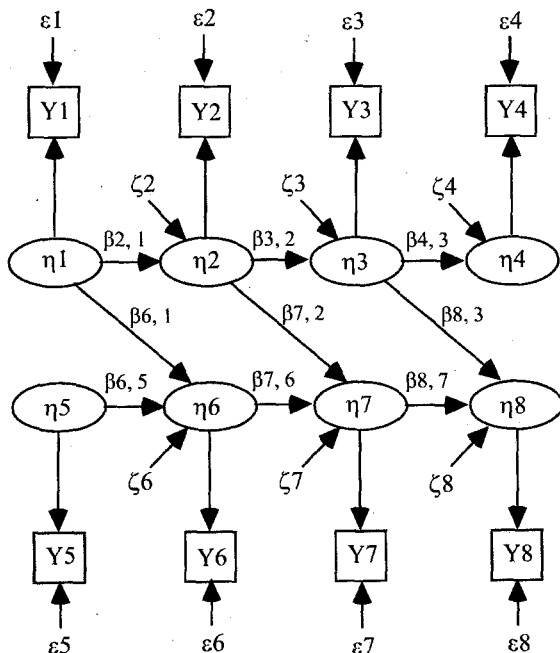 ε1 ε2 ε3 ε4
Y1 Y2 Y3 Y4
ζ2 ζ3 ζ4
β2, 1 β3, 2 β4, 3
η1 η2 η3 η4
β6, 1 β7, 2 β8, 3
β6, 5 β7, 6 β8, 7
η5 η6 η7 η8
ζ6 ζ7 ζ8
Y5 Y6 Y7 Y8
ε5 ε6 ε7 ε8